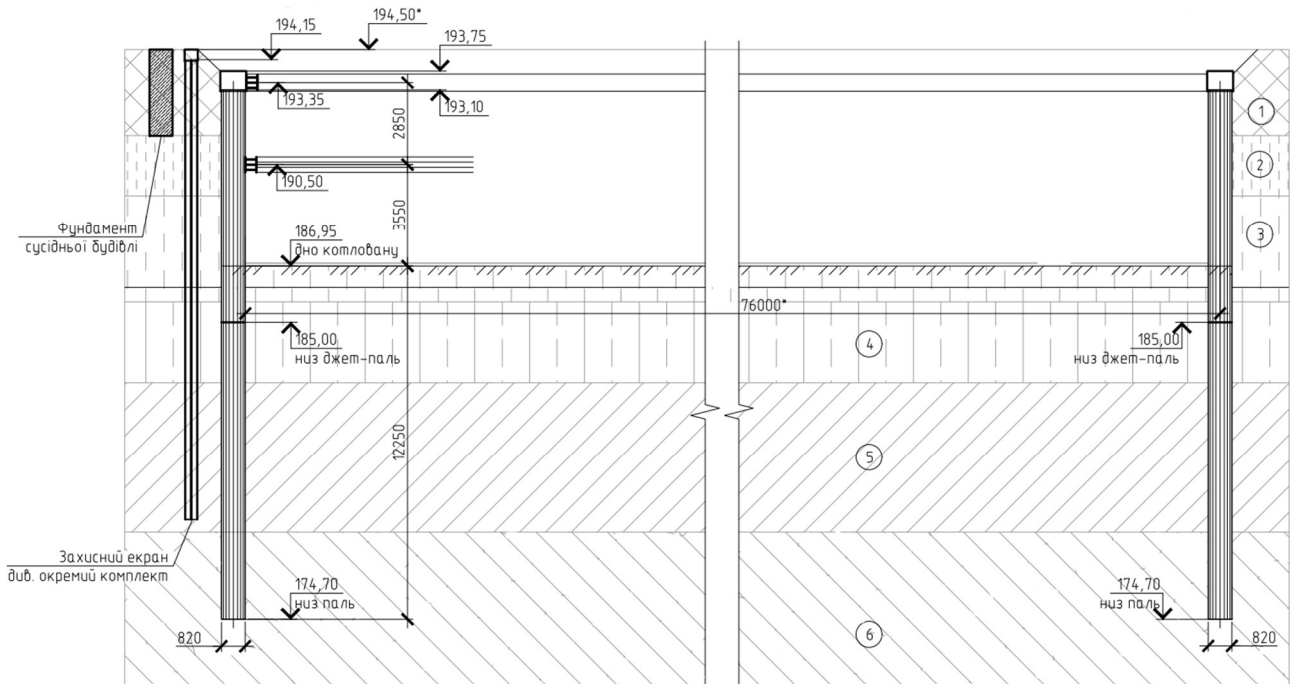 194,50*
194,15
193,75
193,35
193,10
2850
1
2
190,50
3550
3
Фундамент
сусідньої будівлі
186,95
дно котловану
76000*
185,00
низ джет-паль
4
185,00
низ джет-паль
12250
5
Захисний екран
див. окремий комплект
174,70
низ паль
174,70
низ паль
6
820
820